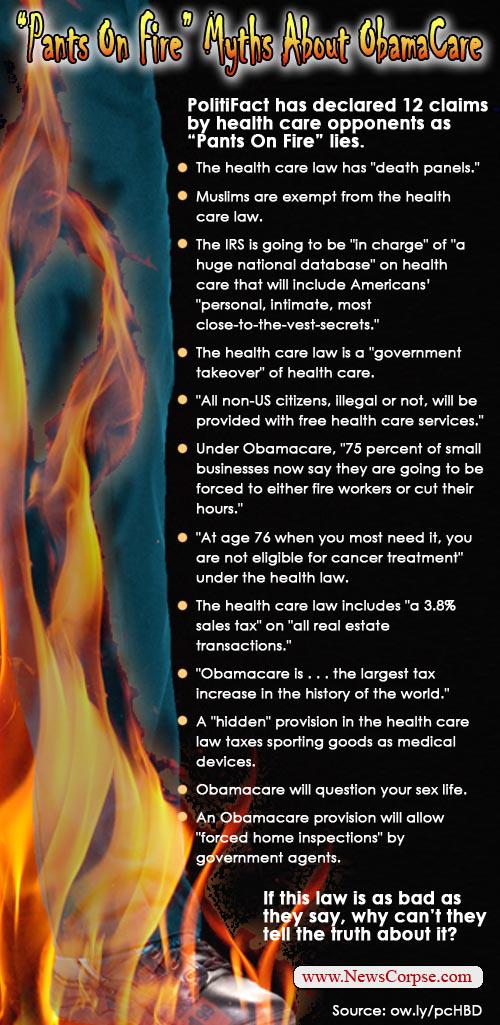 "Pants On Fire" Myths About ObamaCare
PolitiFact has declared 12 claims
by health care opponents as
"Pants On Fire" lies.
The health care law has "death panels."
Muslims are exempt from the health
care law.
The IRS is going to be "in charge" of "a
huge national database" on health
care that will include Americans'
"personal, intimate, most
close-to-the-vest-secrets."
The health care law is a "government
takeover" of health care.
"All non-US citizens, illegal or not, will be
provided with free health care services."
Under Obamacare, "75 percent of small
businesses now say they are going to be
forced to either fire workers or cut their
hours."
"At age 76 when you most need it, you
are not eligible for cancer treatment"
under the health law.
The health care law includes "a 3.8%
sales tax" on "all real estate
transactions."
"Obamacare is . . . the largest tax
increase in the history of the world."
A "hidden" provision in the health care
law taxes sporting goods as medical
devices.
Obamacare will question your sex life.
An Obamacare provision will allow
"forced home inspections" by
government agents.
If this law is as bad as
they say, why can't they
tell the truth about it?
www.NewsCorpse.com
Source: ow.ly/pcHBD